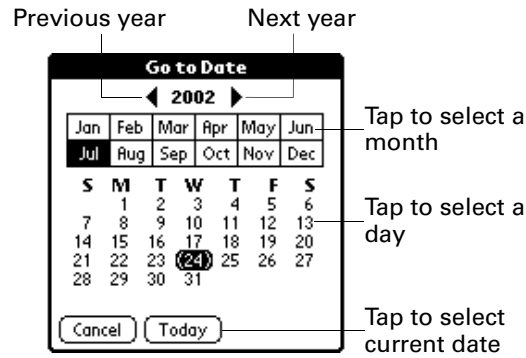 Previous year
Next year
Go to Date
2002
Jan Feb Mar Apr May Jun
Jul Aug Sep Oct Nov Dec
Tap to select a
month
S M T W T F S
1 2 3 4 5 6
7 8 9 10 11 12 13
14 15 16 17 18 19 20
21 22 23 (24) 25 26 27
28 29 30 31
Tap to select a
day
Cancel
Today
Tap to select
current date